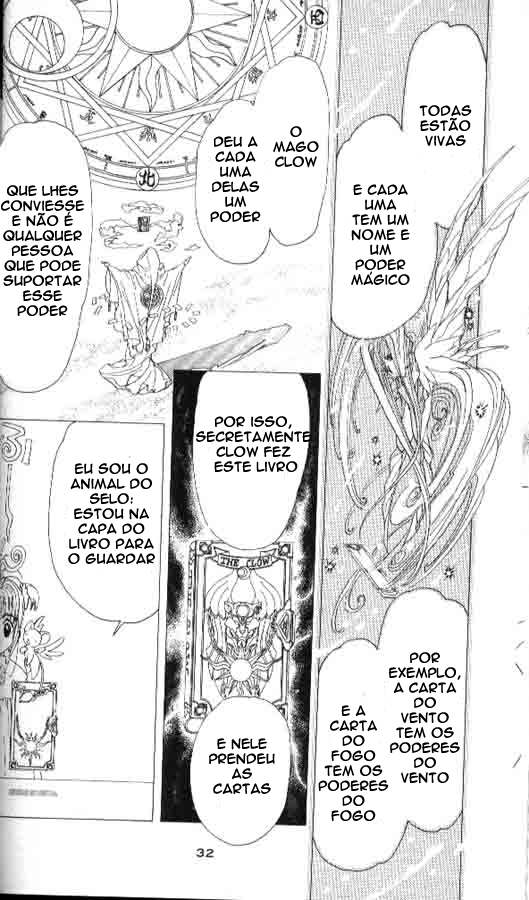 TODAS
ESTÃO
VIVAS
E CADA
UMA
TEM UM
NOME E
UM
PODER
MÁGICO
POR
EXEMPLO,
A CARTA
DO
VENTO
TEM OS
PODERES
DO
VENTO
E A
CARTA
DO
FOGO
TEM OS
PODERES
DO
FOGO
O
MAGO
CLOW
DEU A
CADA
UMA
DELAS
UM
PODER
QUE LHES
CONVIESSE
E NÃO É
QUALQUER
PESSOA
QUE PODE
SUPORTAR
ESSE
PODER
POR ISSO,
SECRETAMENTE
CLOW FEZ
ESTE LIVRO
THE CLOW
E NELE
PRENDEU
AS
CARTAS
EU SOU O
ANIMAL DO
SELO:
ESTOU NA
CAPA DO
LIVRO PARA
O GUARDAR
32